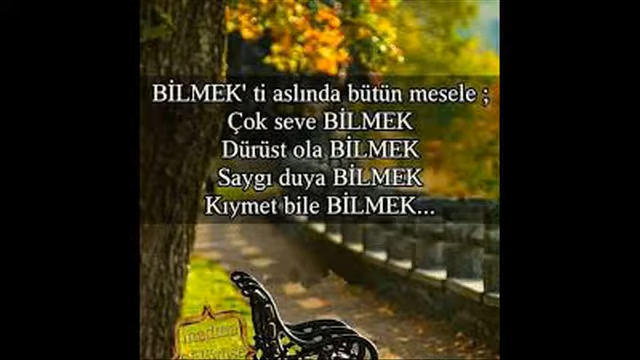 BİLMEK' ti aslında bütün mesele ;
Çok seve BİLMEK
Dürüst ola BİLMEK
Saygı duya BİLMEK
Kıymet bile BİLMEK...